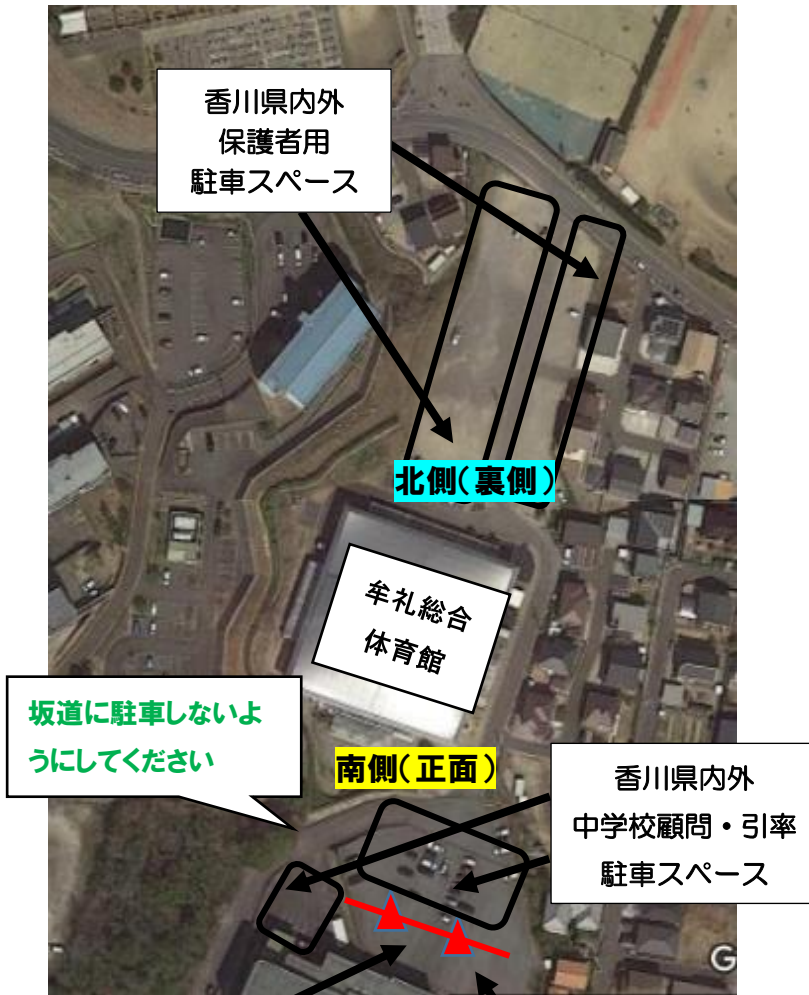 香川県内外
保護者用
駐車スペース
北側(裏側)
牟礼総合
体育館
坂道に駐車しないよ
うにしてください
南側(正面)
香川県内外
中学校顧問・引率
駐車スペース
G